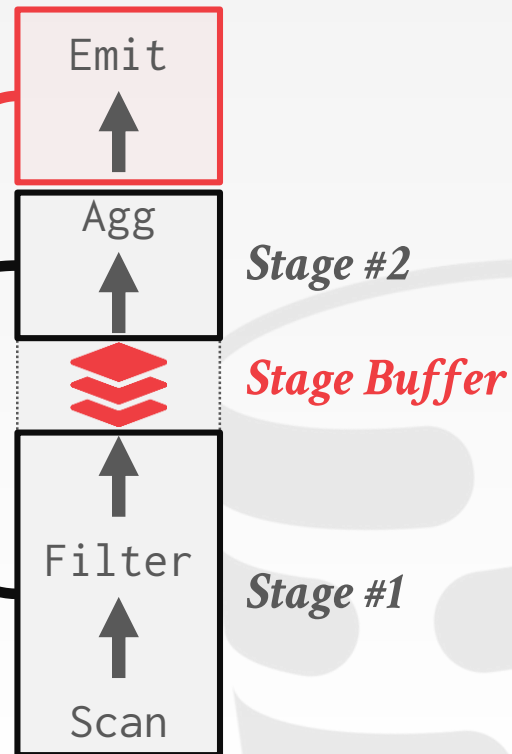 Emit
Agg
Stage #2
Stage Buffer
Filter
Stage #1
Scan